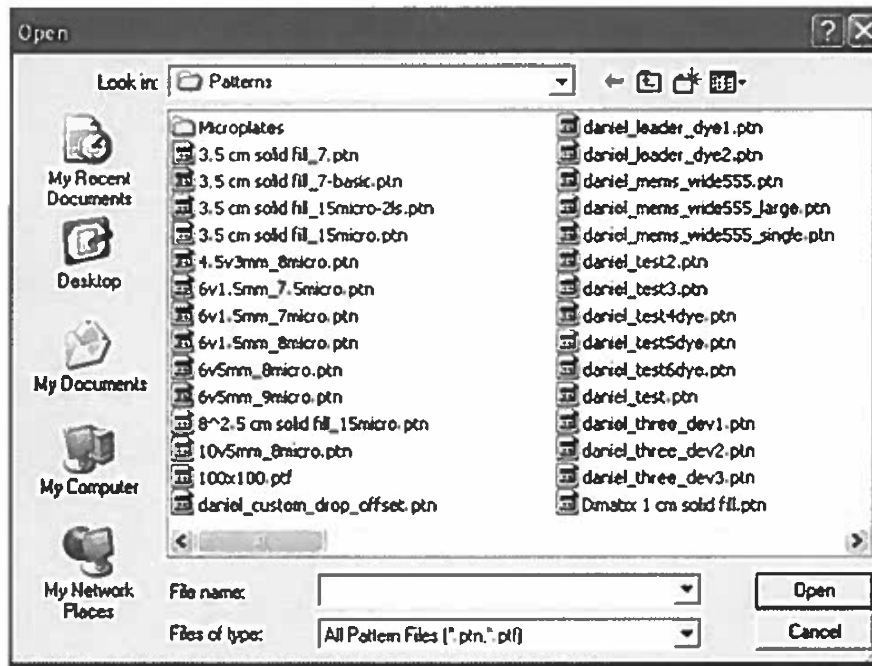 Open
Look in: Patterns
My Recent
Documents
Desktop
My Documents
My Computer
My Network
Places
Microplates
3.5 cm solid fill_7.ptn
3.5 cm solid fill_7-basic.ptn
3.5 cm solid fill_15micro-2ls.ptn
3.5 cm solid fill_15micro.ptn
4.5v3mm_8micro.ptn
6v1.5mm_7.5micro.ptn
6v1.5mm_7micro.ptn
6v1.5mm_8micro.ptn
6v5mm_8micro.ptn
6v5mm_9micro.ptn
8^2.5 cm solid fill_15micro.ptn
10v5mm_8micro.ptn
100x100.ptf
daniel_custom_drop_offset.ptn
daniel_leader_dye1.ptn
daniel_loader_dye2.ptn
daniel_mems_wide555.ptn
daniel_mems_wide555_large.ptn
daniel_mems_wide555_single.ptn
daniel_test2.ptn
daniel_test3.ptn
daniel_test4dye.ptn
daniel_test5dye.ptn
daniel_test6dye.ptn
daniel_test.ptn
daniel_three_dev1.ptn
daniel_three_dev2.ptn
daniel_three_dev3.ptn
Dimatix 1 cm solid fill.ptn
File name:
Open
Files of type: All Pattern Files (*.ptn,*.ptf)
Cancel